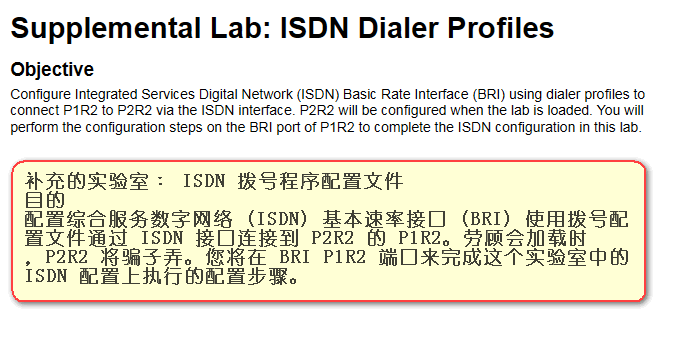 Supplemental Lab: ISDN Dialer Profiles
Objective
Configure Integrated Services Digital Network (ISDN) Basic Rate Interface (BRI) using dialer profiles to
connect P1R2 to P2R2 via the ISDN interface. P2R2 will be configured when the lab is loaded. You will
perform the configuration steps on the BRI port of P1R2 to complete the ISDN configuration in this lab.
补充的实验室： ISDN 拨号程序配置文件
目的
配置综合服务数字网络 (ISDN) 基本速率接口 (BRI) 使用拨号配
置文件通过 ISDN 接口连接到 P2R2 的 P1R2。劳顾会加载时
，P2R2 将骗子弄。您将在 BRI P1R2 端口来完成这个实验室中的
ISDN 配置上执行的配置步骤。